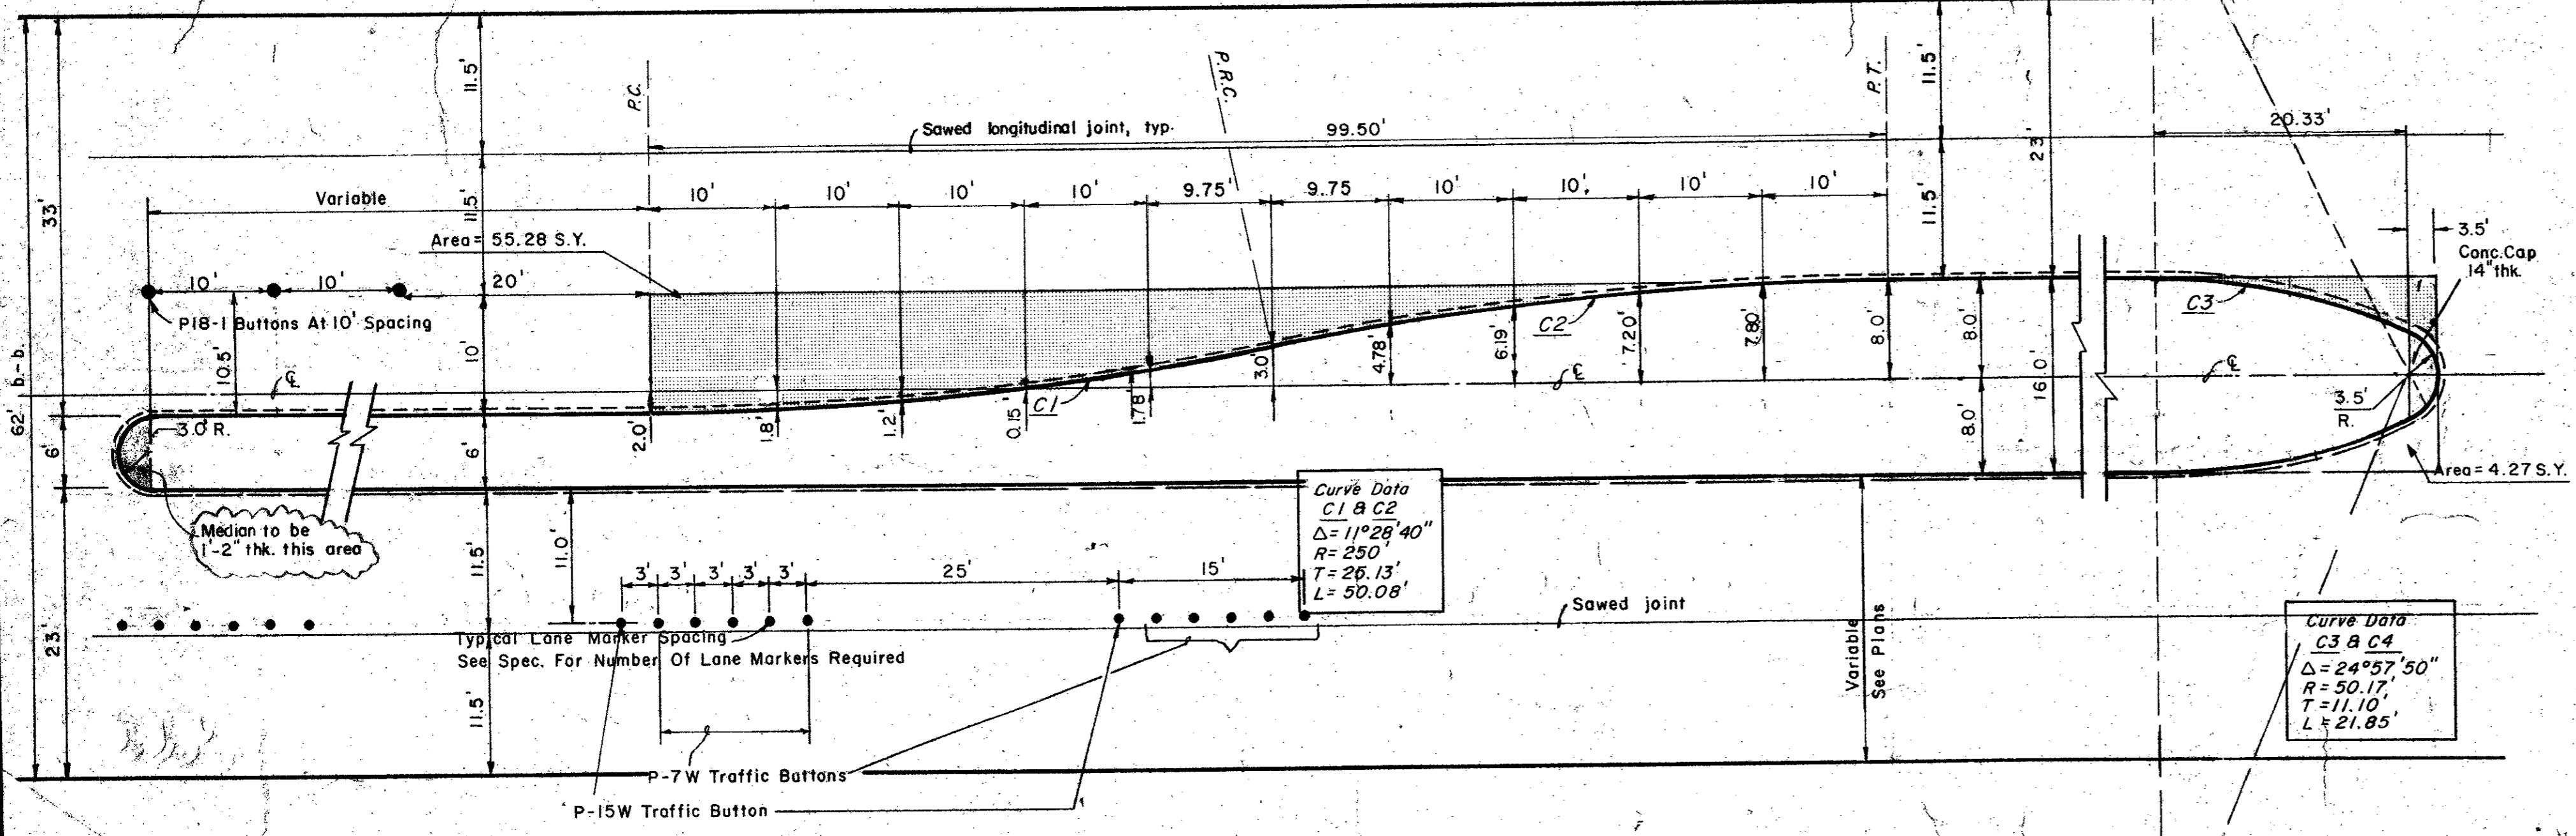 11.5'
P.C.
P.R.C.
P.T.
11.5'
Sawed longitudinal joint, typ.
99.50'
20.33'
33'
Variable
11.5'
10'
10'
10'
10'
9.75'
9.75
10'
10'
10'
10'
11.5'
23'
3.5'
Conc. Cap
14" thk.
Area = 55.28 S.Y.
10'
10'
20'
P18-1 Buttons At 10' Spacing
10.5'
10'
℄
62' b.-b.
6'
3.0' R.
6'
2.0'
1.8'
1.2'
0.15'
C1
1.78'
3.0'
4.78'
6.19'
C2
7.20'
7.80'
8.0'
8.0'
16.0'
8.0'
℄
℄
C3
3.5'
R.
Area = 4.27 S.Y.
Median to be
1'-2" thk. this area
11.5'
11.0'
Curve Data
C1 & C2
Δ = 11°28'40"
R = 250'
T = 25.13'
L = 50.08'
3'
3'
3'
3'
3'
25'
15'
Sawed joint
23'
Typical Lane Marker Spacing
See Spec. For Number Of Lane Markers Required
11.5'
Variable
See Plans
Curve Data
C3 & C4
Δ = 24°57'50"
R = 50.17'
T = 11.10'
L = 21.85'
P-7W Traffic Buttons
P-15W Traffic Button